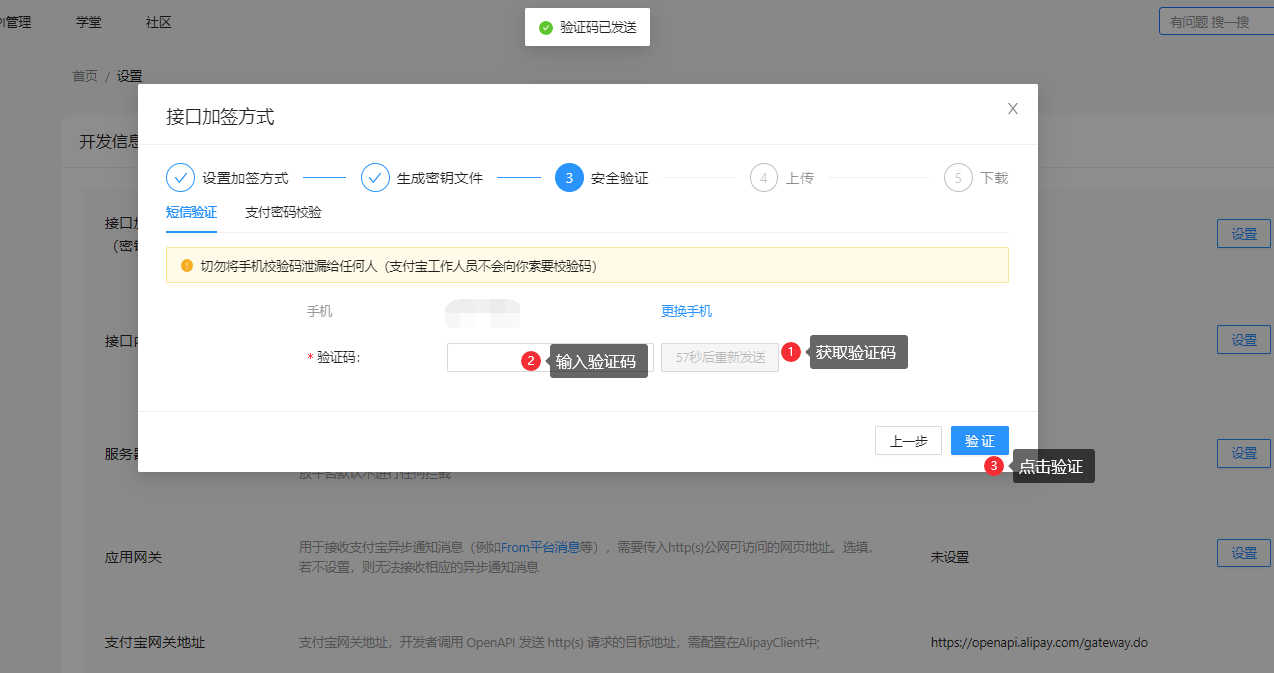 PI管理 学堂 社区
验证码已发送
有问题 搜一搜
首页 / 设置
开发信息
接口加签方式 X
设置加签方式 生成密钥文件 3 安全验证 4 上传 5 下载
短信验证 支付密码校验
切勿将手机校验码泄漏给任何人（支付宝工作人员不会向你索要校验码）
手机 更换手机
* 验证码: 2 输入验证码 57秒后重新发送 1 获取验证码
上一步 验 证
3 点击验证
设置
设置
设置
应用网关 用于接收支付宝异步通知消息（例如From平台消息等），需要传入http(s)公网可访问的网页地址。选填， 未设置 设置
若不设置，则无法接收相应的异步通知消息
支付宝网关地址 支付宝网关地址，开发者调用 OpenAPI 发送 http(s) 请求的目标地址，需配置在AlipayClient中; https://openapi.alipay.com/gateway.do